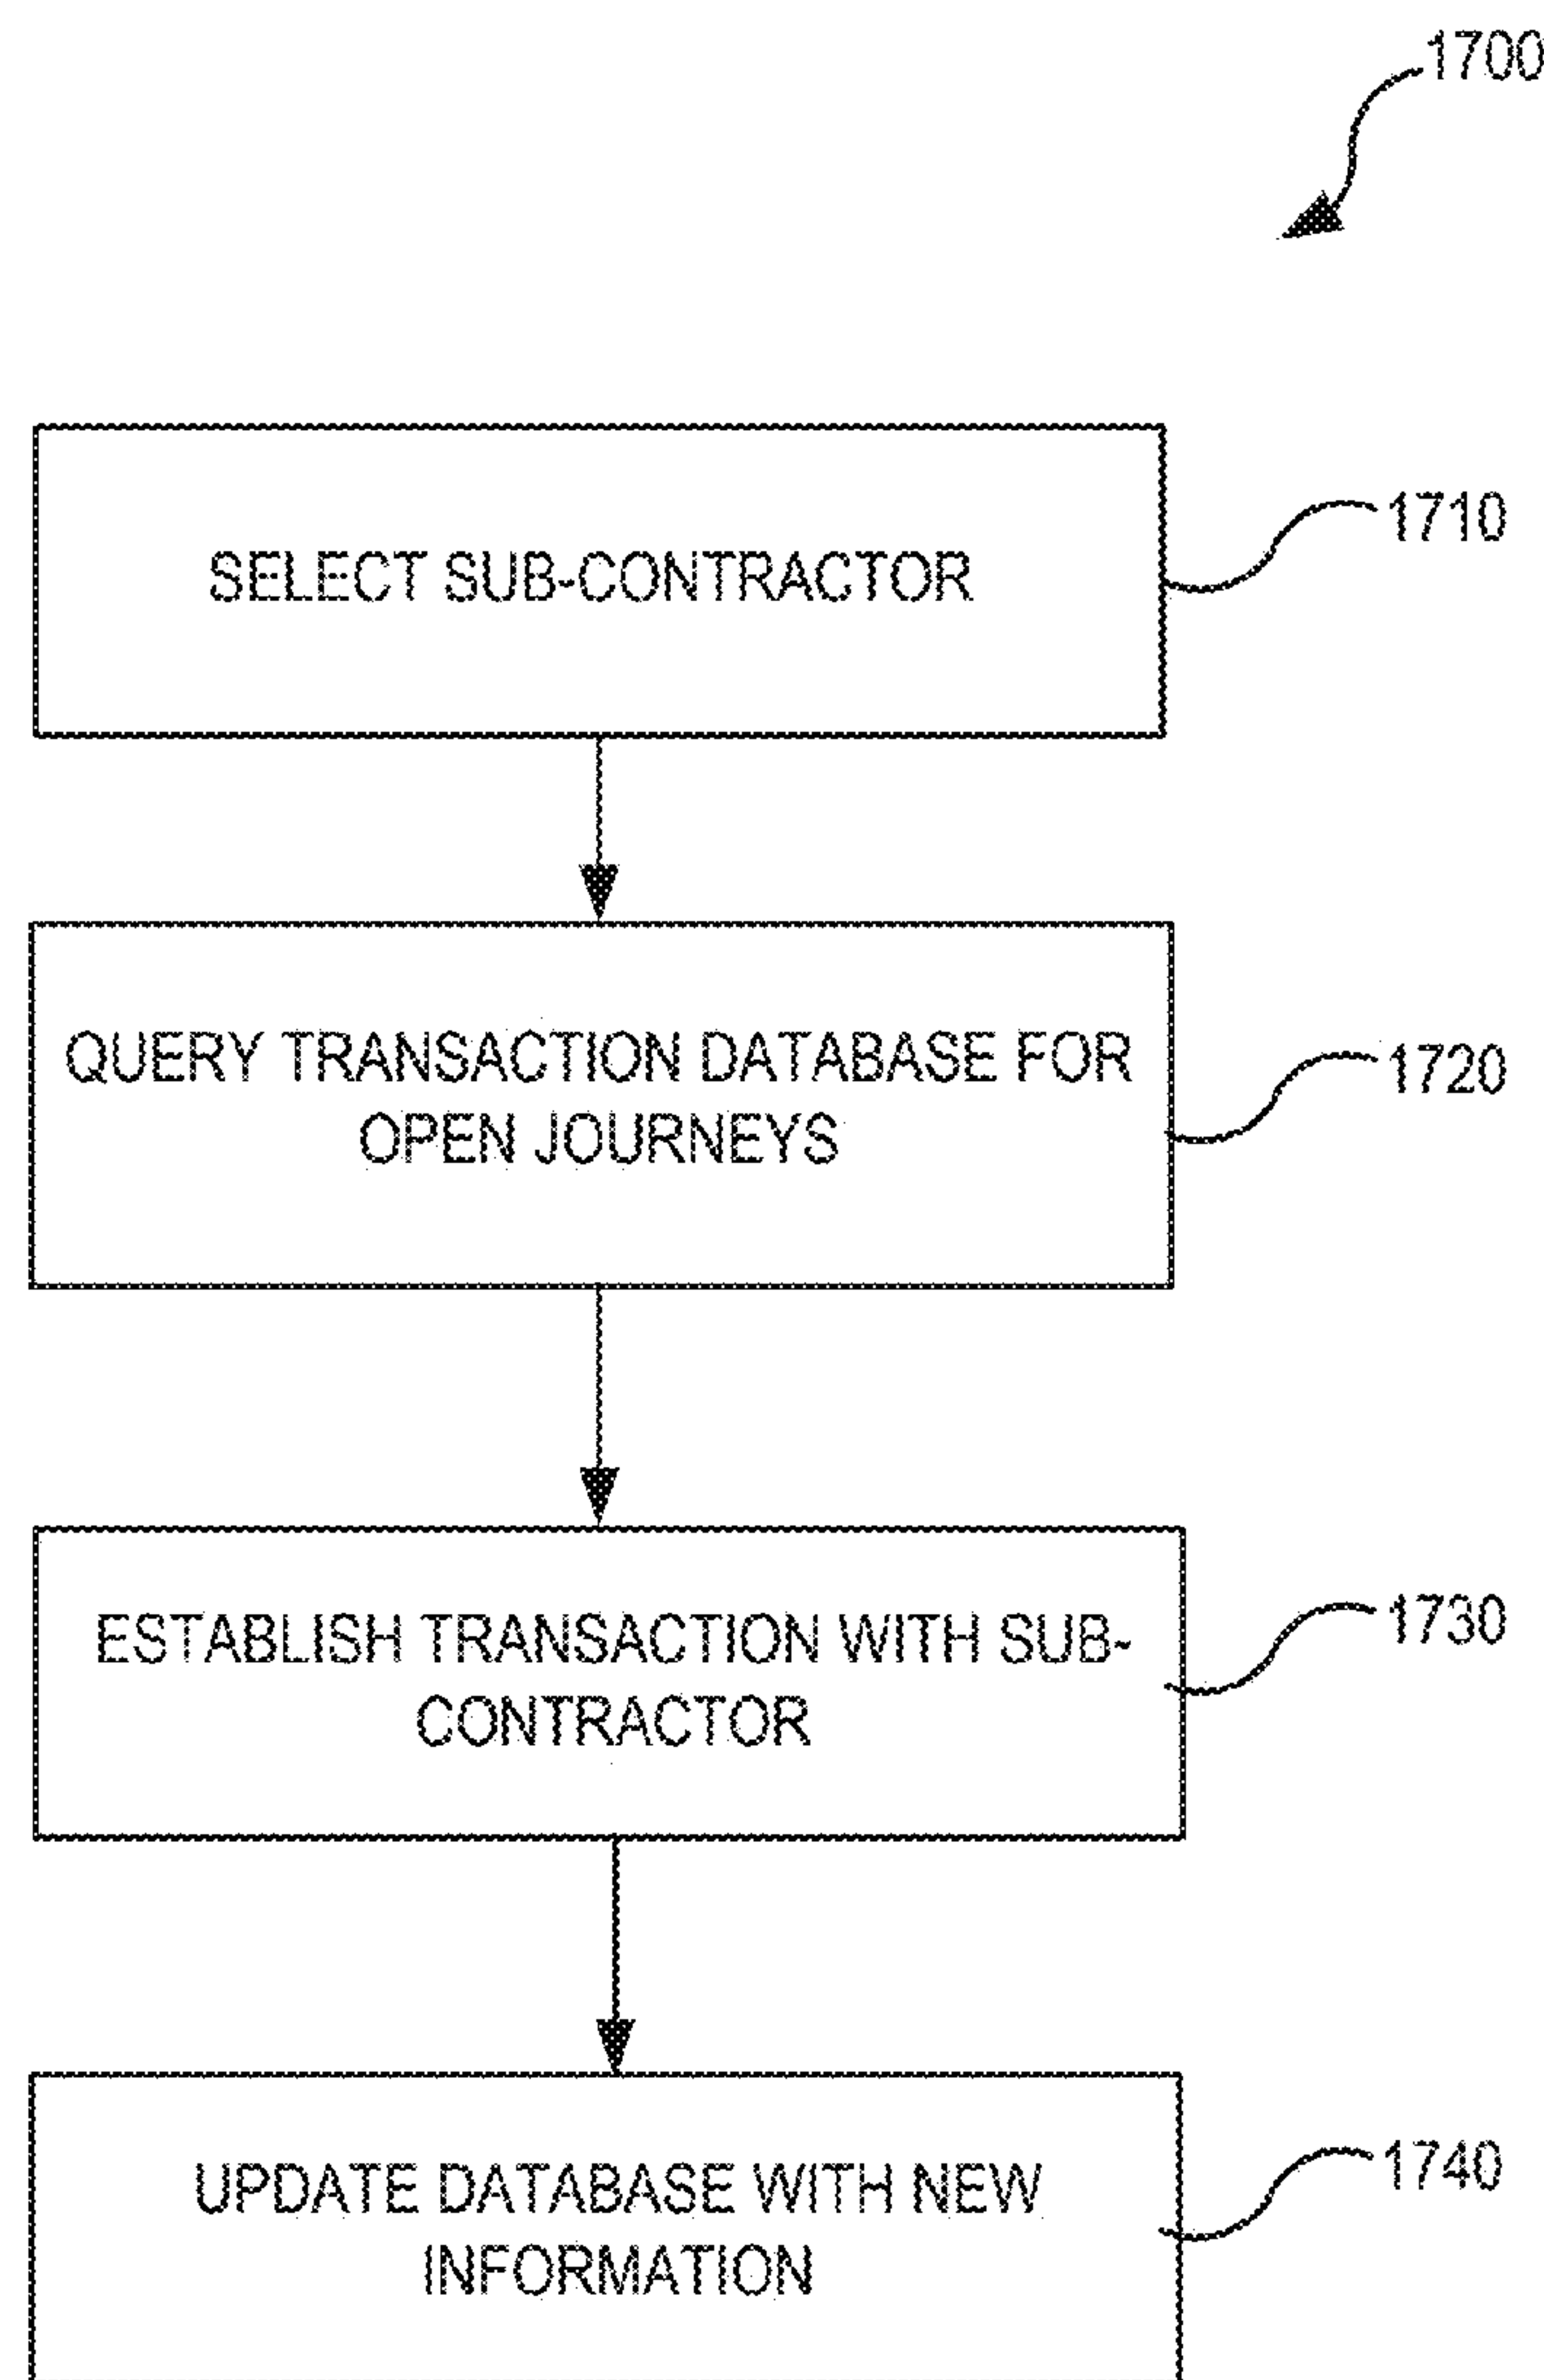 1700
SELECT SUB-CONTRACTOR
1710
QUERY TRANSACTION DATABASE FOR
OPEN JOURNEYS
1720
ESTABLISH TRANSACTION WITH SUB-
CONTRACTOR
1730
UPDATE DATABASE WITH NEW
INFORMATION
1740